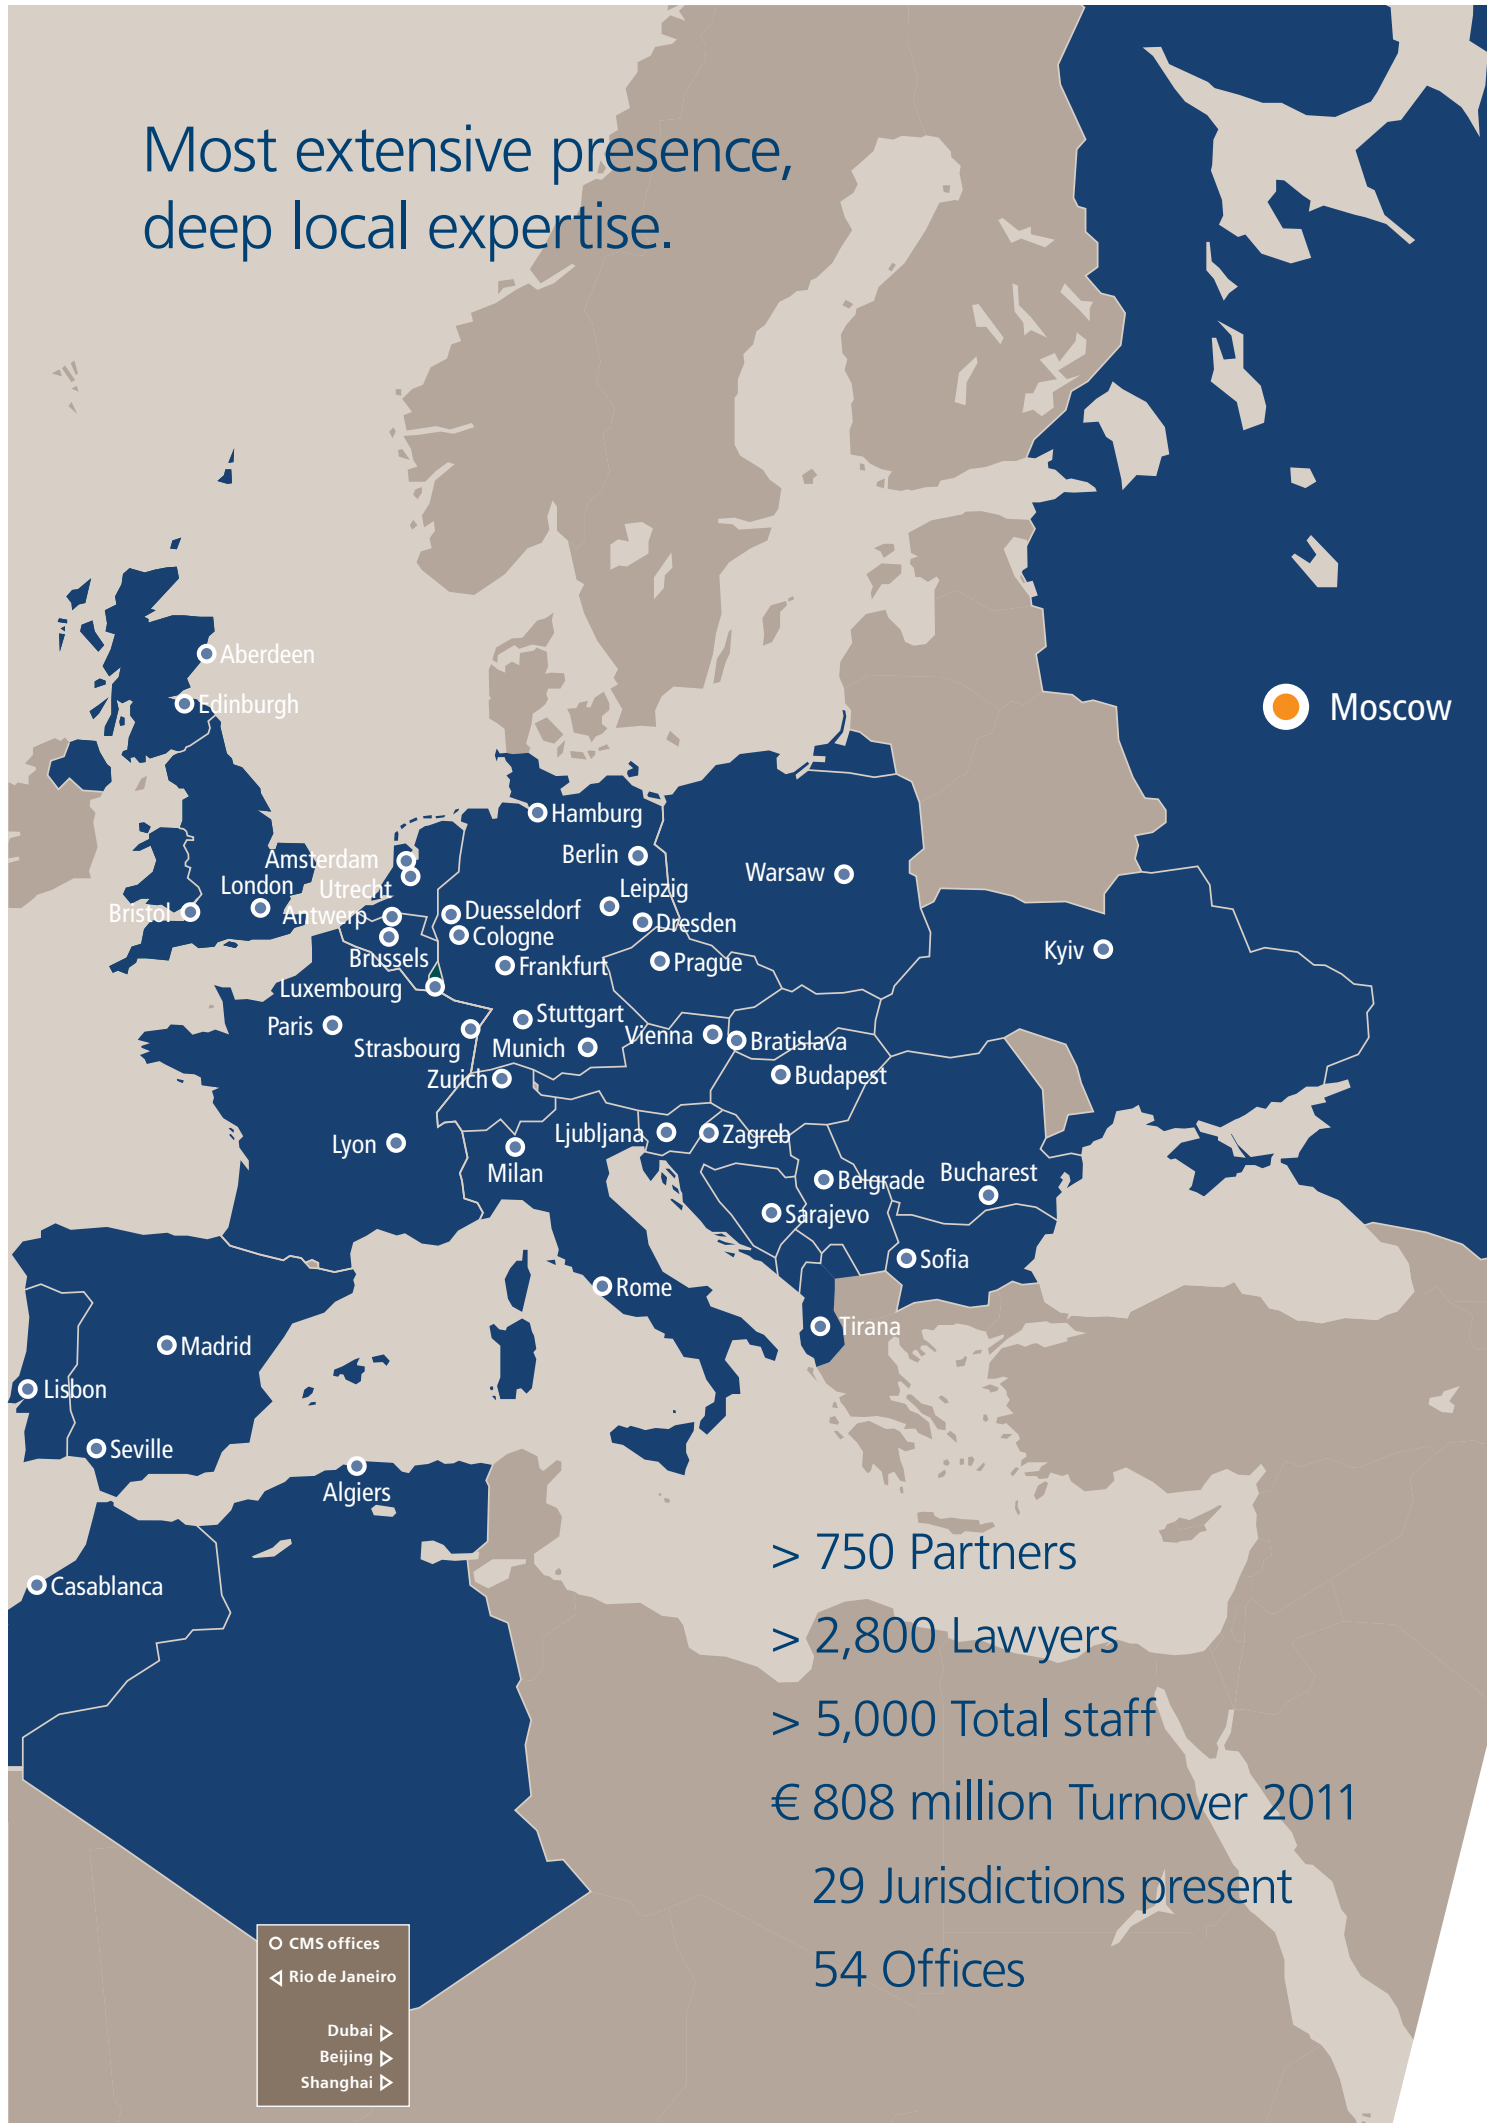 Most extensive presence,
deep local expertise.
Moscow
Aberdeen
Edinburgh
Hamburg
Berlin
Amsterdam
Warsaw
London
Utrecht
Leipzig
Bristol
Antwerp
Duesseldorf
Dresden
Cologne
Kyiv
Brussels
Frankfurt
Prague
Luxembourg
Paris
Stuttgart
Vienna
Strasbourg
Munich
Bratislava
Zurich
Budapest
Lyon
Ljubljana
Zagreb
Milan
Belgrade
Bucharest
Sarajevo
Sofia
Rome
Tirana
Madrid
Lisbon
Seville
Algiers
Casablanca
> 750 Partners
> 2,800 Lawyers
> 5,000 Total staff
€ 808 million Turnover 2011
29 Jurisdictions present
54 Offices
CMS offices
Rio de Janeiro
Dubai
Beijing
Shanghai